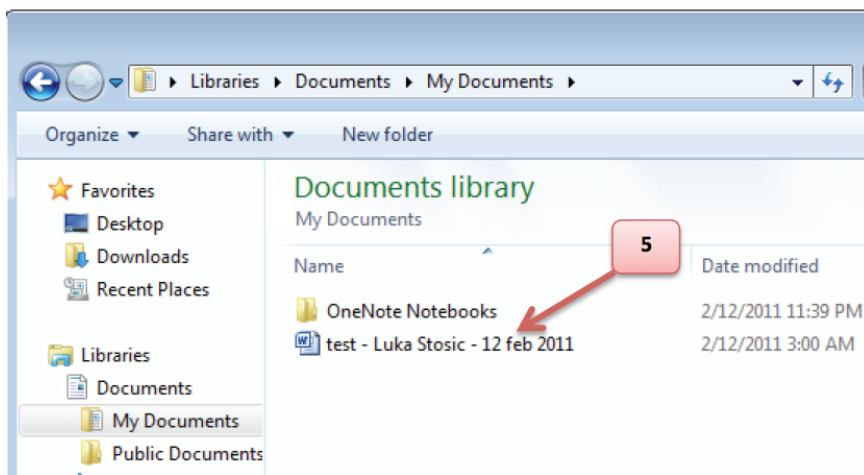 Libraries Documents My Documents
Organize Share with New folder
Favorites
Desktop
Downloads
Recent Places
Libraries
Documents
My Documents
Public Documents
Documents library
My Documents
5
Name Date modified
OneNote Notebooks 2/12/2011 11:39 PM
test - Luka Stosic - 12 feb 2011 2/12/2011 3:00 AM